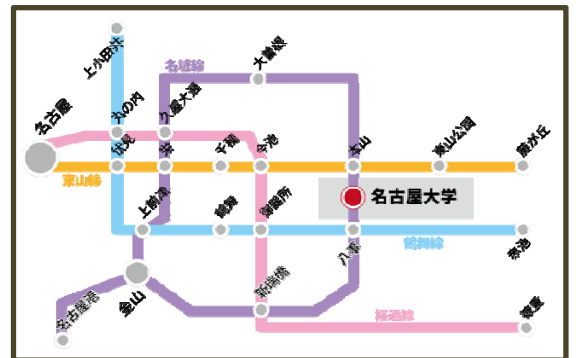 上小田井
名城線
大曽根
名古屋
丸の内
久屋大通
伏見
栄
千種
今池
本山
東山公園
藤が丘
東山線
名古屋大学
上前津
鶴舞
御器所
八事
鶴舞線
赤池
金山
新瑞橋
名古屋港
桜通線
徳重